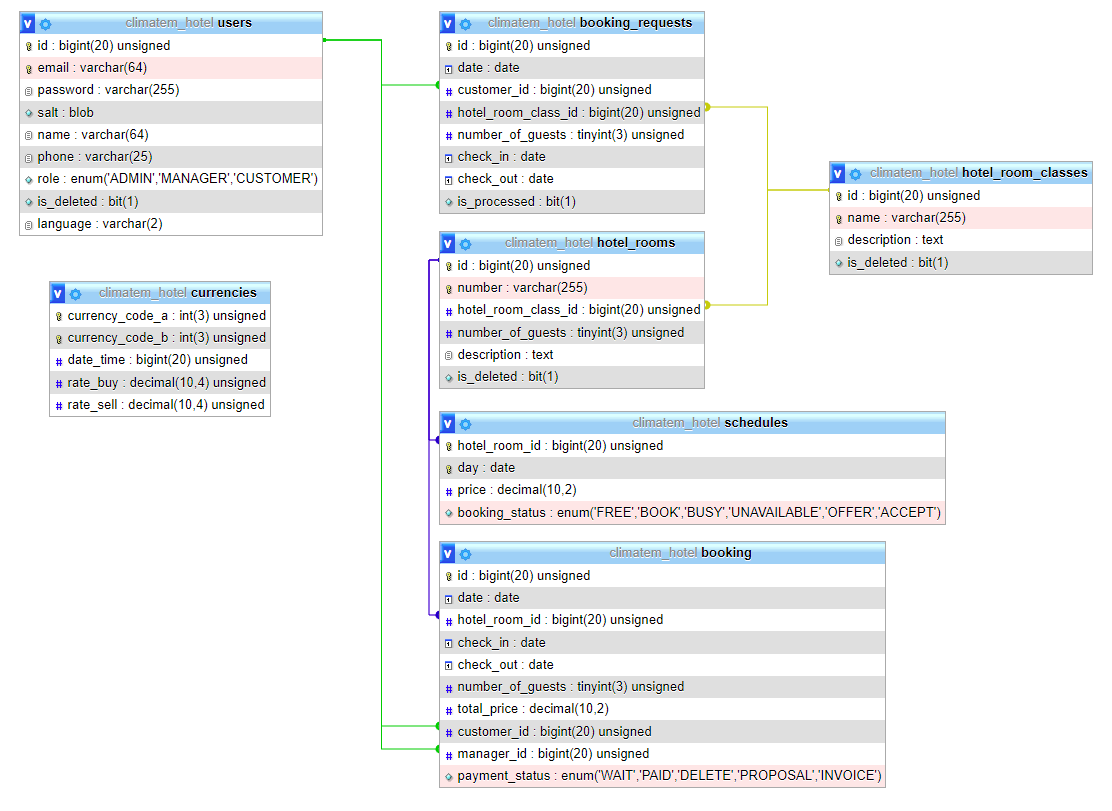 climatem_hotel users
id : bigint(20) unsigned
email : varchar(64)
password : varchar(255)
salt : blob
name : varchar(64)
phone : varchar(25)
role : enum('ADMIN','MANAGER','CUSTOMER')
is_deleted : bit(1)
language : varchar(2)
climatem_hotel currencies
currency_code_a : int(3) unsigned
currency_code_b : int(3) unsigned
date_time : bigint(20) unsigned
rate_buy : decimal(10,4) unsigned
rate_sell : decimal(10,4) unsigned
climatem_hotel booking_requests
id : bigint(20) unsigned
date : date
customer_id : bigint(20) unsigned
hotel_room_class_id : bigint(20) unsigned
number_of_guests : tinyint(3) unsigned
check_in : date
check_out : date
is_processed : bit(1)
climatem_hotel hotel_rooms
id : bigint(20) unsigned
number : varchar(255)
hotel_room_class_id : bigint(20) unsigned
number_of_guests : tinyint(3) unsigned
description : text
is_deleted : bit(1)
climatem_hotel schedules
hotel_room_id : bigint(20) unsigned
day : date
price : decimal(10,2)
booking_status : enum('FREE','BOOK','BUSY','UNAVAILABLE','OFFER','ACCEPT')
climatem_hotel booking
id : bigint(20) unsigned
date : date
hotel_room_id : bigint(20) unsigned
check_in : date
check_out : date
number_of_guests : tinyint(3) unsigned
total_price : decimal(10,2)
customer_id : bigint(20) unsigned
manager_id : bigint(20) unsigned
payment_status : enum('WAIT','PAID','DELETE','PROPOSAL','INVOICE')
climatem_hotel hotel_room_classes
id : bigint(20) unsigned
name : varchar(255)
description : text
is_deleted : bit(1)